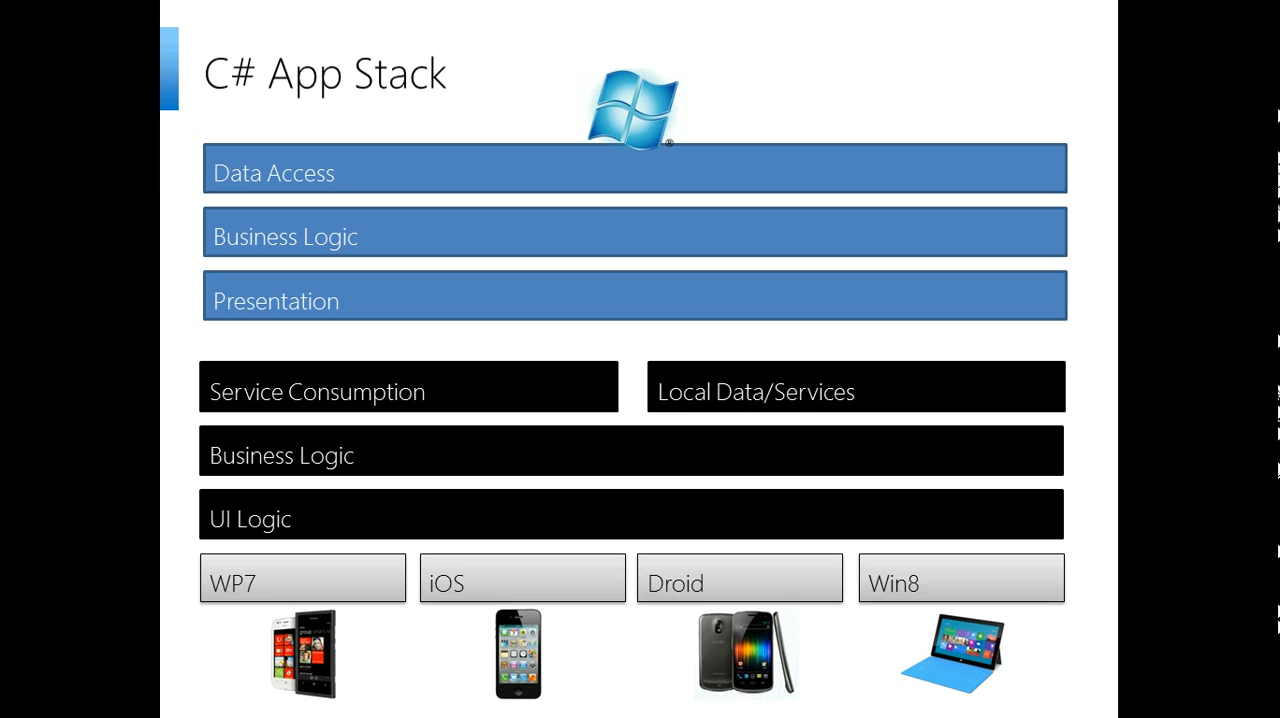 C# App Stack
®
Data Access
Business Logic
Presentation
Service Consumption
Local Data/Services
Business Logic
UI Logic
WP7
iOS
Droid
Win8